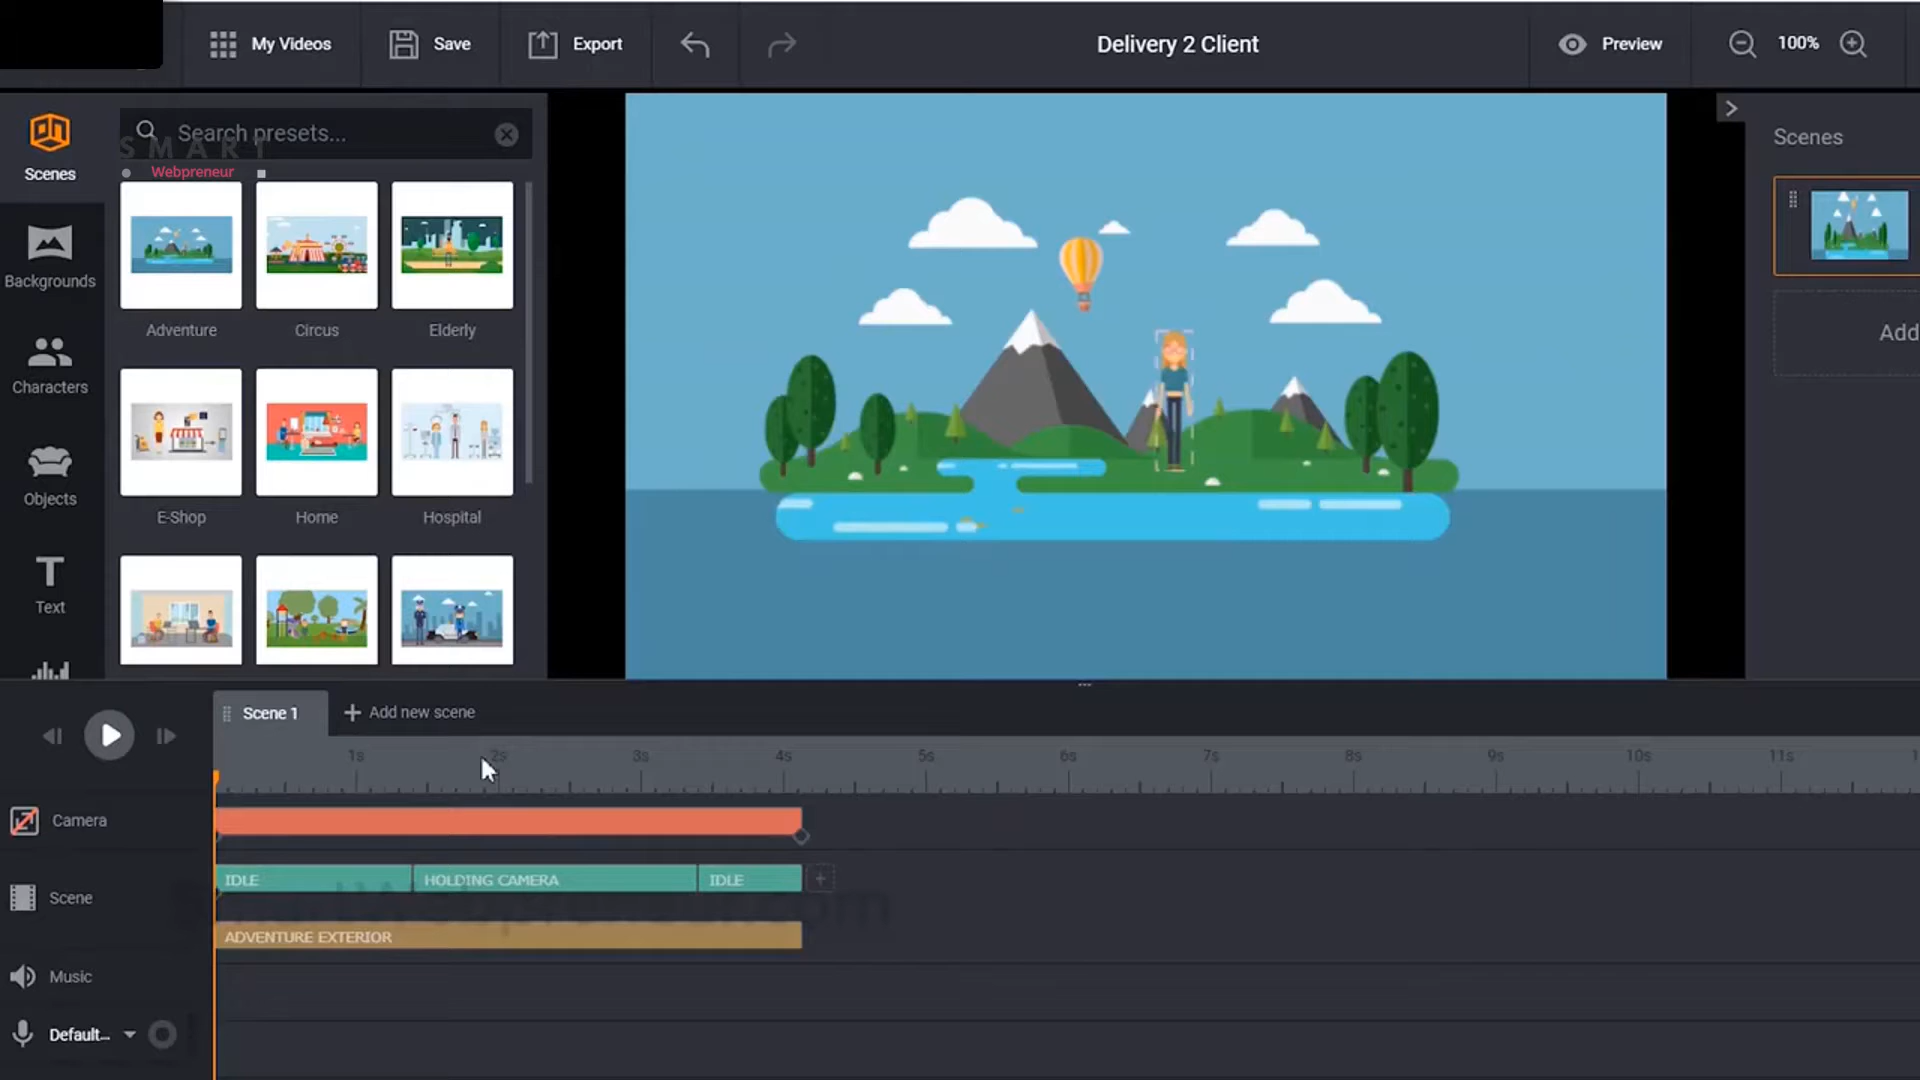 My Videos
Save
Export
Delivery 2 Client
Preview
100%
Scenes
Backgrounds
Characters
Objects
Text
Search presets...
SMART
Webpreneur
Adventure
Circus
Elderly
E-Shop
Home
Hospital
Scenes
Add
Scene 1
Add new scene
1s 2s 3s 4s 5s 6s 7s 8s 9s 10s 11s
Camera
Scene
IDLE
HOLDING CAMERA
IDLE
ADVENTURE EXTERIOR
Music
Default...